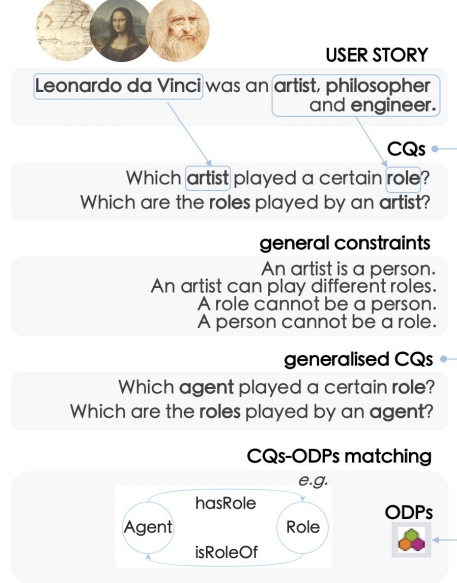 USER STORY
Leonardo da Vinci was an artist, philosopher
and engineer.
CQs
Which artist played a certain role?
Which are the roles played by an artist?
general constraints
An artist is a person.
An artist can play different roles.
A role cannot be a person.
A person cannot be a role.
generalised CQs
Which agent played a certain role?
Which are the roles played by an agent?
CQs-ODPs matching
e.g.
hasRole
Agent
Role
isRoleOf
ODPs